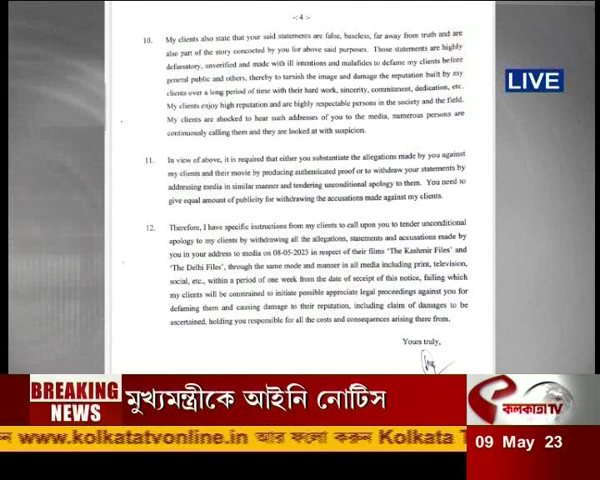 -: 4 :-
10. My clients also state that your said statements are false, baseless, far away from truth and are
also part of the story concocted by you for above said purposes. Those statements are highly
defamatory, unverified and made with ill intentions and malafides to defame my clients before
general public and others, thereby to tarnish the image and damage the reputation built by my
clients over a long period of time with their hard work, sincerity, commitment, dedication, etc.
My clients enjoy high reputation and are highly respectable persons in the society and the field.
My clients are shocked to hear such addresses of you to the media, numerous persons are
continuously calling them and they are looked at with suspicion.
LIVE
11. In view of above, it is required that either you substantiate the allegations made by you against
my clients and their movie by producing authenticated proof or to withdraw your statements by
addressing media in similar manner and tendering unconditional apology to them. You need to
give equal amount of publicity for withdrawing the accusations made against my clients.
12. Therefore, I have specific instructions from my clients to call upon you to tender unconditional
apology to my clients by withdrawing all the allegations, statements and accusations made by
you in your address to media on 08-05-2023 in respect of their films 'The Kashmir Files' and
'The Delhi Files', through the same mode and manner in all media including print, television,
social, etc., within a period of one week from the date of receipt of this notice, failing which
my clients will be constrained to initiate possible appreciate legal proceedings against you for
defaming them and causing damage to their reputation, including claim of damages to be
ascertained, holding you responsible for all the costs and consequences arising there from.
Yours truly,
BREAKING
NEWS
মুখ্যমন্ত্রীকে আইনি নোটিস
কলকাতা TV
www.kolkatatvonline.in আর ফলো করুন Kolkata
09 May 23